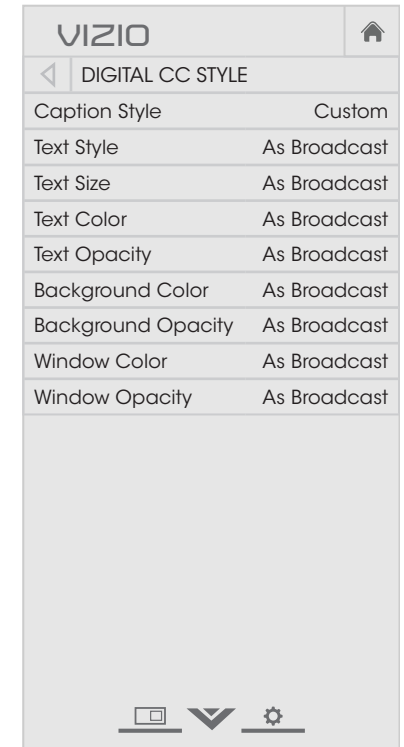 VIZIO
DIGITAL CC STYLE
Caption Style Custom
Text Style As Broadcast
Text Size As Broadcast
Text Color As Broadcast
Text Opacity As Broadcast
Background Color As Broadcast
Background Opacity As Broadcast
Window Color As Broadcast
Window Opacity As Broadcast